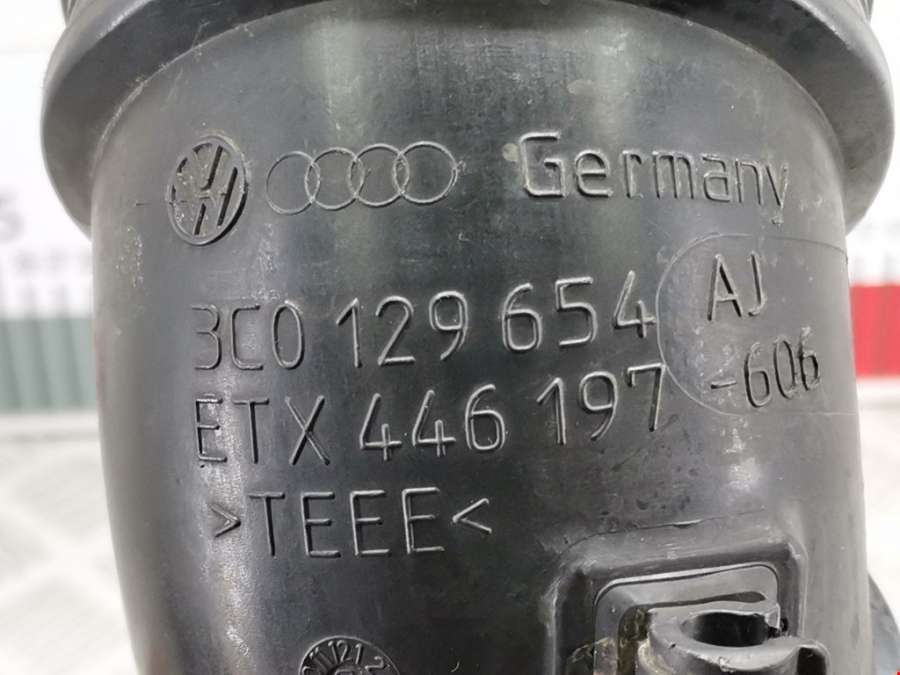 Germany
3C0 129 654 AJ
ETX 446 197 -606
>TEEE<